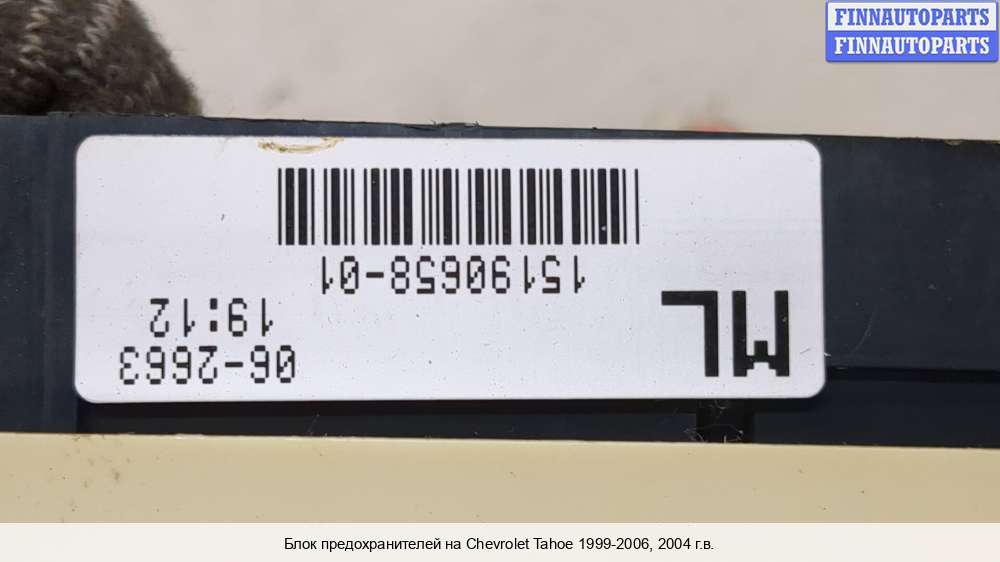 FINNAUTOPARTS
FINNAUTOPARTS
ML
06-2663
19:12
15190658-01
Блок предохранителей на Chevrolet Tahoe 1999-2006, 2004 г.в.